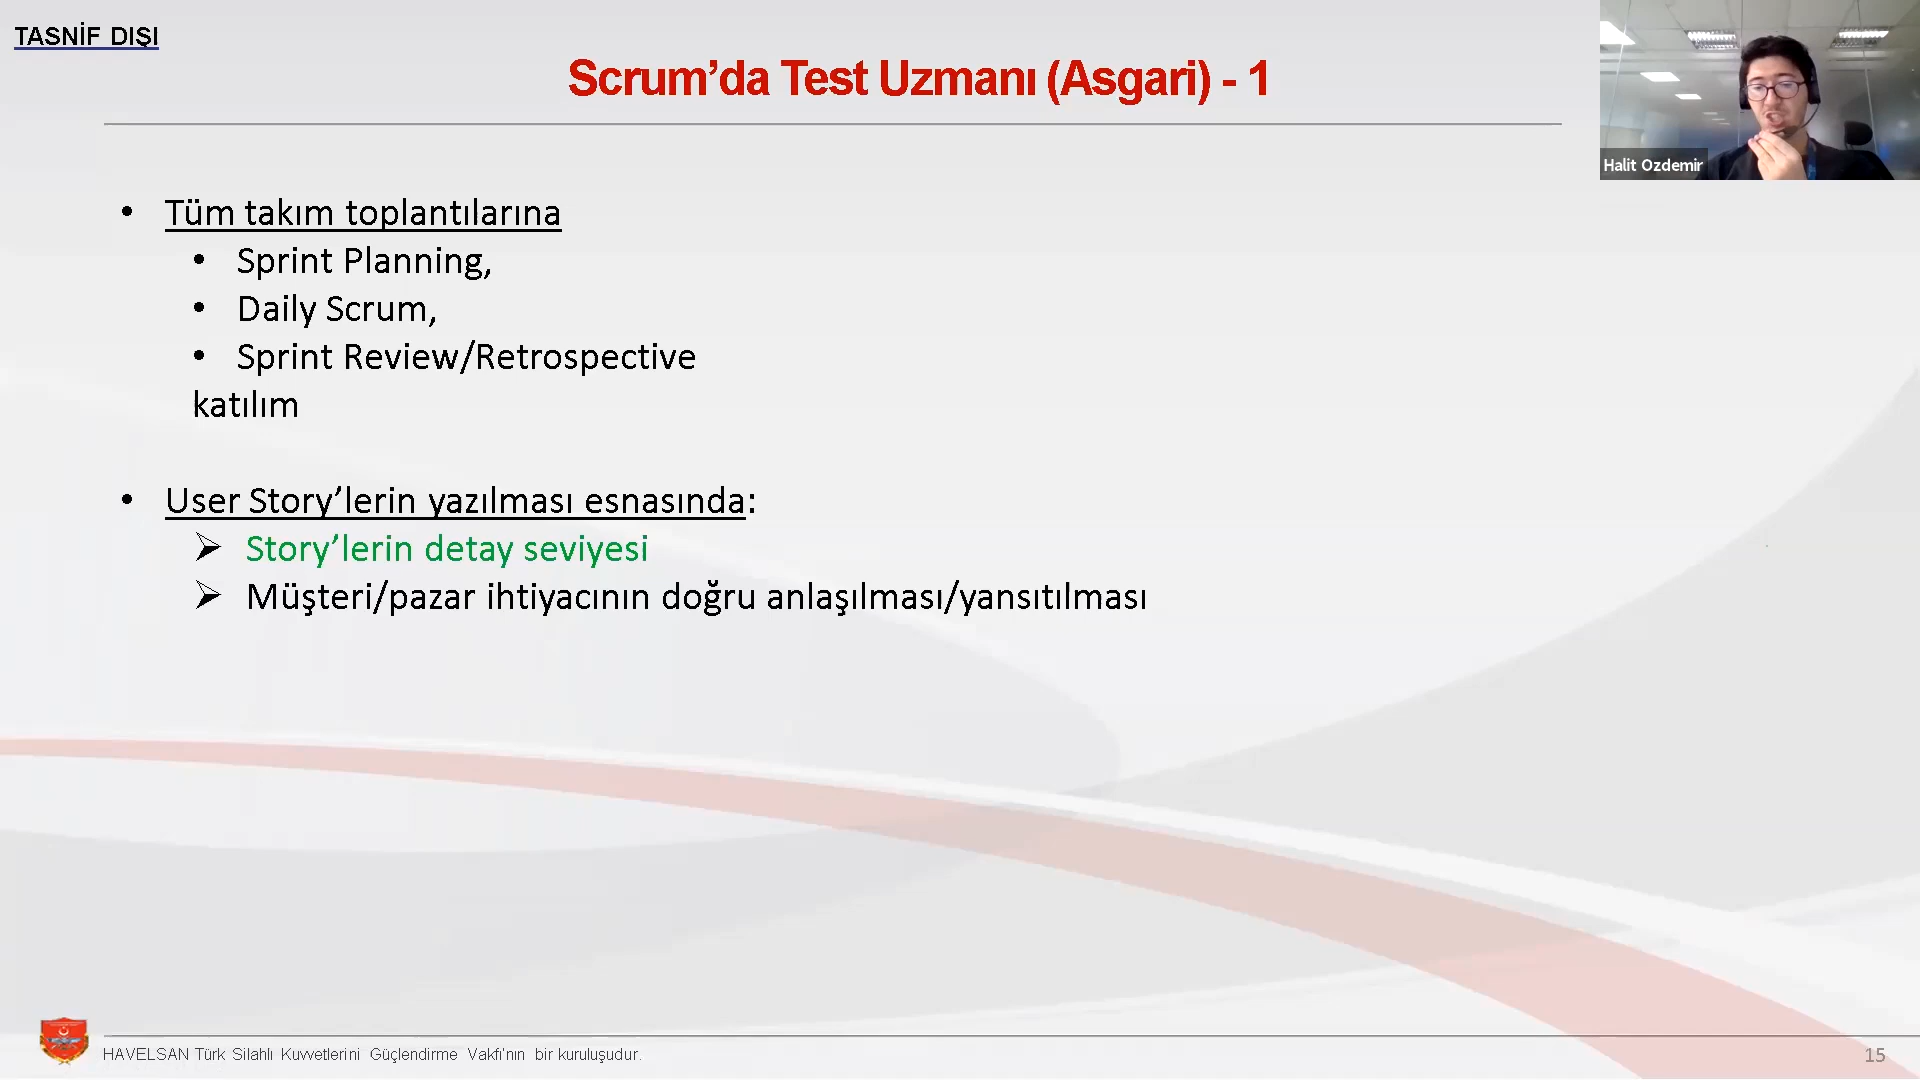 TASNİF DIŞI
Scrum’da Test Uzmanı (Asgari) - 1
Halit Ozdemir
• Tüm takım toplantılarına
• Sprint Planning,
• Daily Scrum,
• Sprint Review/Retrospective
katılım
• User Story’lerin yazılması esnasında:
➢ Story’lerin detay seviyesi
➢ Müşteri/pazar ihtiyacının doğru anlaşılması/yansıtılması
HAVELSAN Türk Silahlı Kuvvetlerini Güçlendirme Vakfı’nın bir kuruluşudur.
15